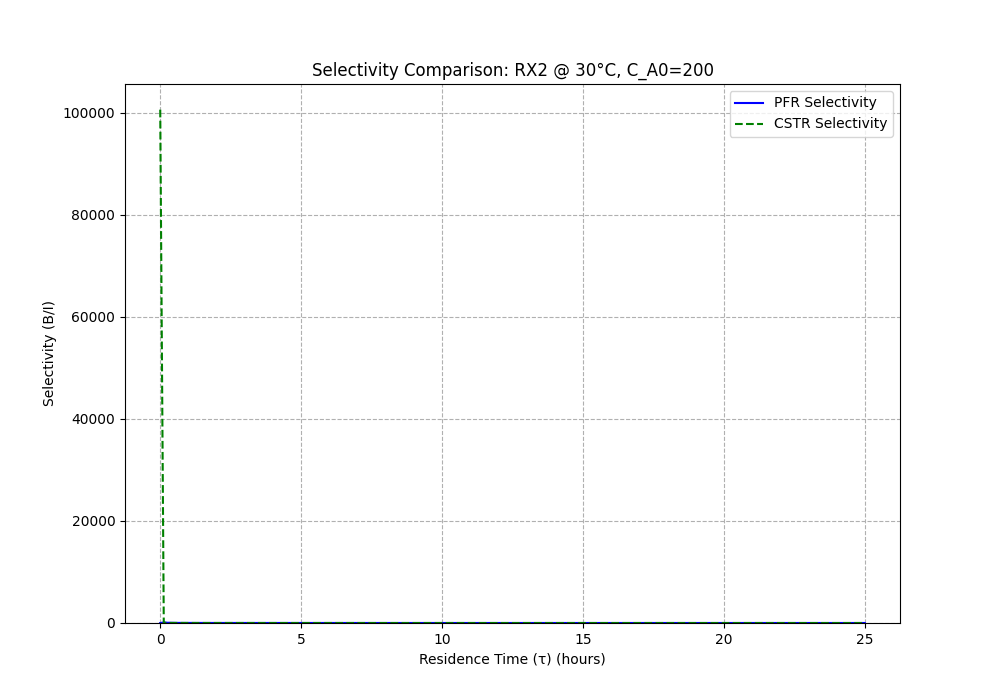 Selectivity Comparison: RX2 @ 30°C, C_A0=200
PFR Selectivity
CSTR Selectivity
100000
80000
60000
40000
20000
0
Selectivity (B/I)
0 5 10 15 20 25
Residence Time (τ) (hours)